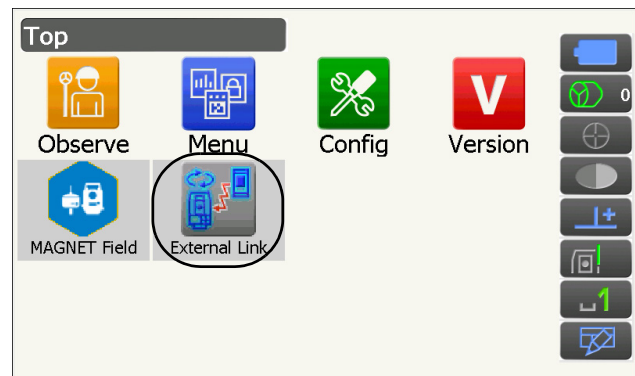 Top
Observe
Menu
Config
Version
V
0
MAGNET Field
External Link
1